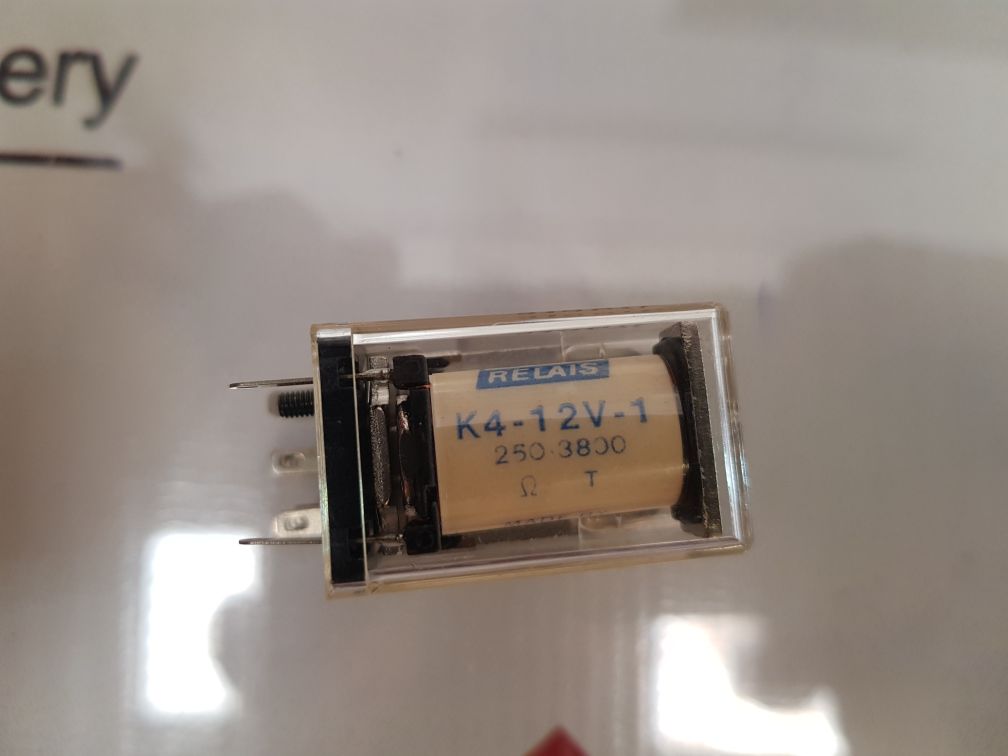 ery
RELAIS
K4-12V-1
250·3800
Ω T